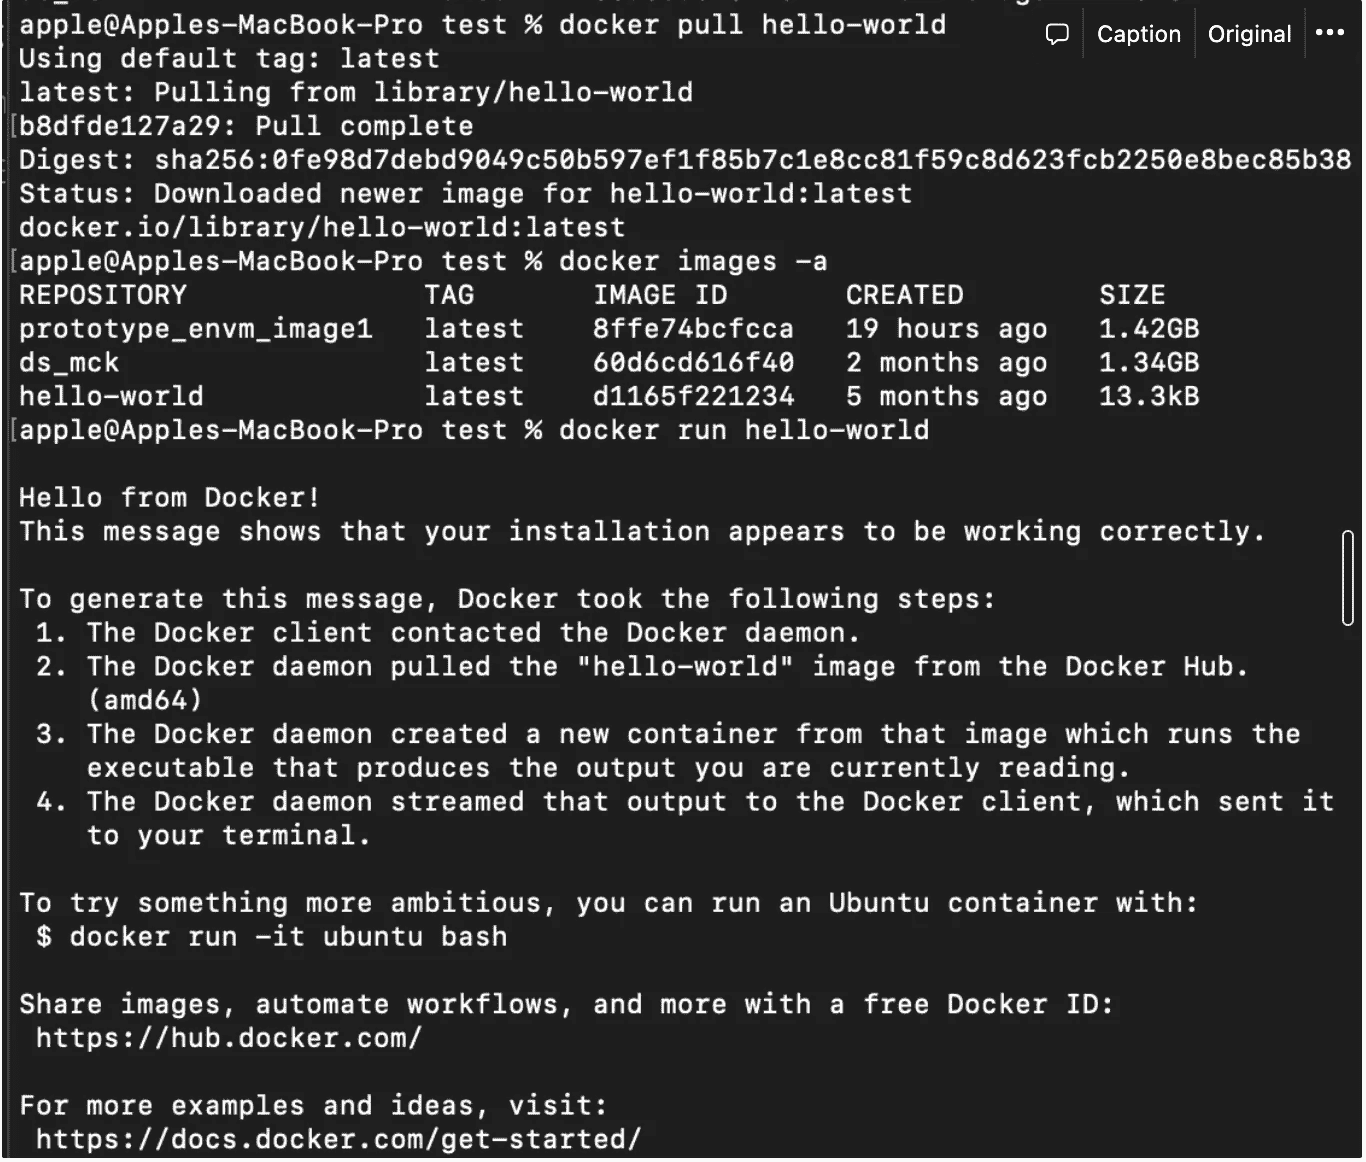 apple@Apples-MacBook-Pro test % docker pull hello-world
Caption
Original
Using default tag: latest
latest: Pulling from library/hello-world
[b8dfde127a29: Pull complete
Digest: sha256:0fe98d7debd9049c50b597ef1f85b7c1e8cc81f59c8d623fcb2250e8bec85b38
Status: Downloaded newer image for hello-world:latest
docker.io/library/hello-world:latest
[apple@Apples-MacBook-Pro test % docker images -a
REPOSITORY TAG IMAGE ID CREATED SIZE
prototype_envm_image1 latest 8ffe74bcfcca 19 hours ago 1.42GB
ds_mck latest 60d6cd616f40 2 months ago 1.34GB
hello-world latest d1165f221234 5 months ago 13.3kB
[apple@Apples-MacBook-Pro test % docker run hello-world
Hello from Docker!
This message shows that your installation appears to be working correctly.
To generate this message, Docker took the following steps:
1. The Docker client contacted the Docker daemon.
2. The Docker daemon pulled the "hello-world" image from the Docker Hub.
(amd64)
3. The Docker daemon created a new container from that image which runs the
executable that produces the output you are currently reading.
4. The Docker daemon streamed that output to the Docker client, which sent it
to your terminal.
To try something more ambitious, you can run an Ubuntu container with:
$ docker run -it ubuntu bash
Share images, automate workflows, and more with a free Docker ID:
https://hub.docker.com/
For more examples and ideas, visit:
https://docs.docker.com/get-started/